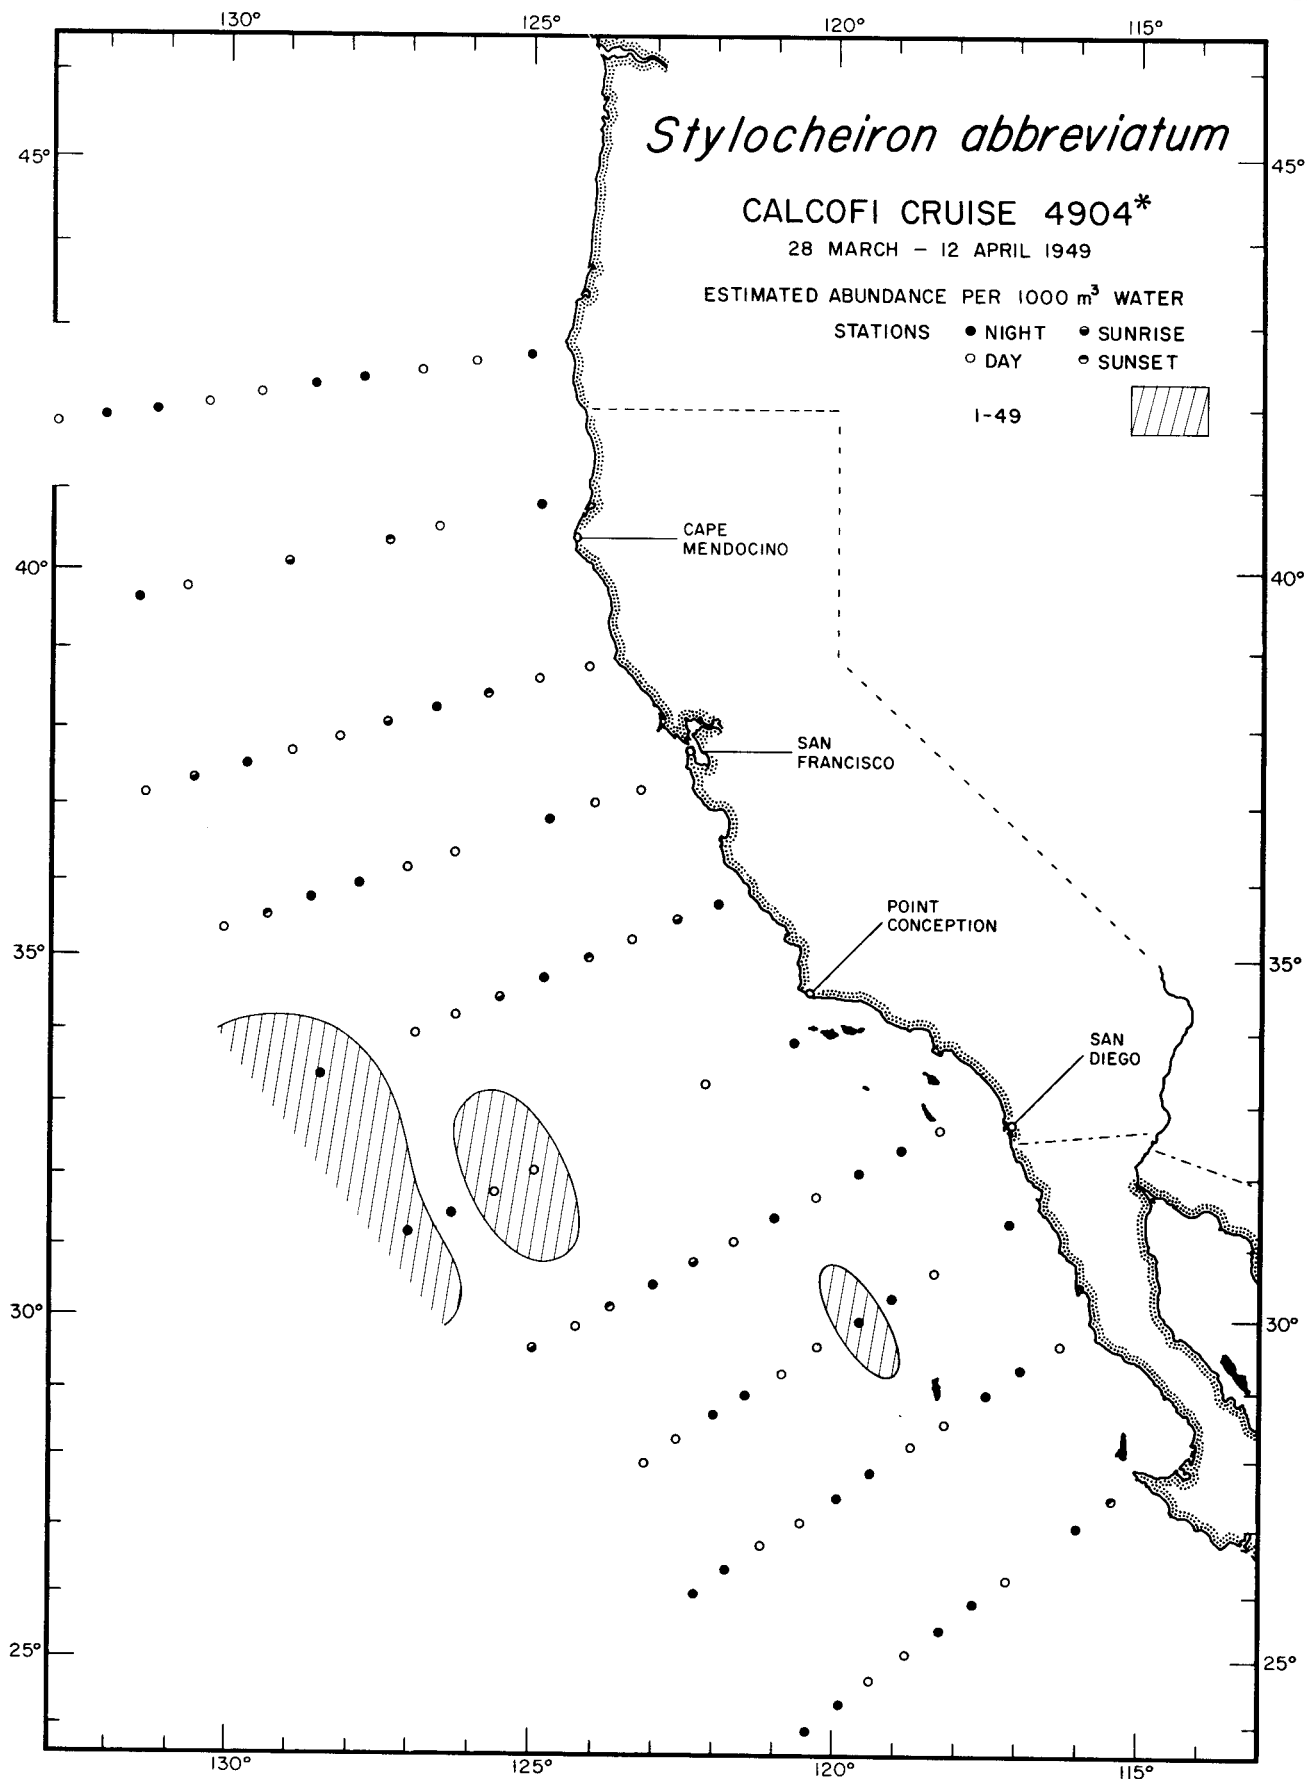 130° 125° 120° 115°
Stylocheiron abbreviatum
45° 45°
CALCOFI CRUISE 4904*
28 MARCH – 12 APRIL 1949
ESTIMATED ABUNDANCE PER 1000 m³ WATER
STATIONS ● NIGHT SUNRISE
○ DAY SUNSET
1-49
CAPE
MENDOCINO
40° 40°
SAN
FRANCISCO
POINT
CONCEPTION
35° 35°
SAN
DIEGO
30° 30°
25° 25°
130° 125° 120° 115°